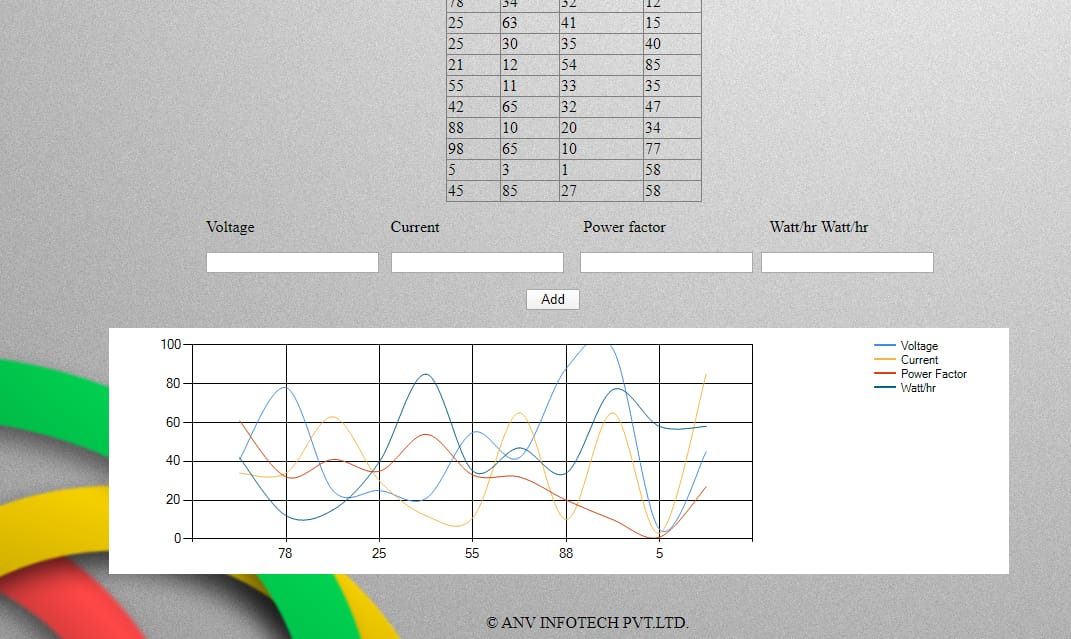 78 34 32 12
25 63 41 15
25 30 35 40
21 12 54 85
55 11 33 35
42 65 32 47
88 10 20 34
98 65 10 77
5 3 1 58
45 85 27 58
Voltage Current Power factor Watt/hr Watt/hr
Add
100
80
60
40
20
0
78 25 55 88 5
Voltage
Current
Power Factor
Watt/hr
© ANV INFOTECH PVT.LTD.